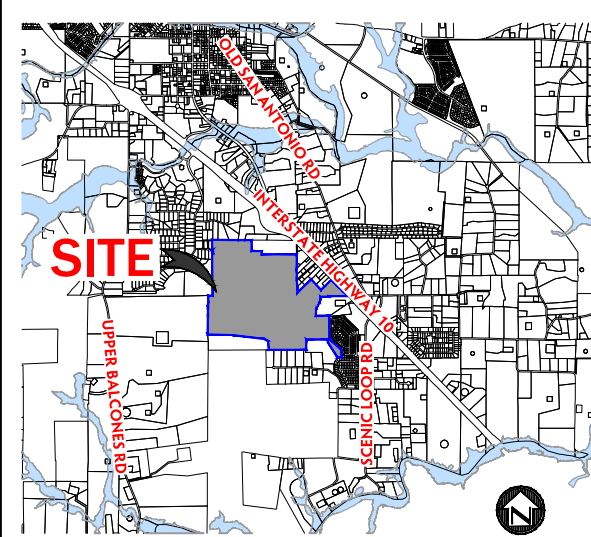 OLD SAN ANTONIO RD
INTERSTATE HIGHWAY 10
SITE
UPPER BALCONES RD
SCENIC LOOP RD
N